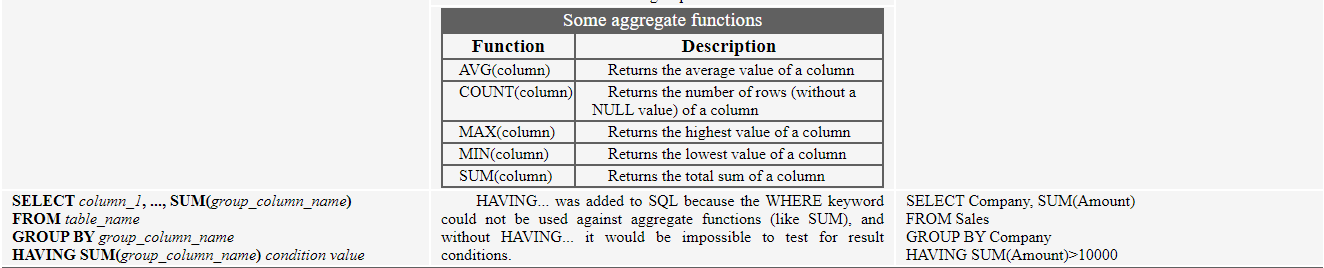 Some aggregate functions
Function Description
AVG(column) Returns the average value of a column
COUNT(column) Returns the number of rows (without a
NULL value) of a column
MAX(column) Returns the highest value of a column
MIN(column) Returns the lowest value of a column
SUM(column) Returns the total sum of a column
SELECT column_1, ..., SUM(group_column_name)
FROM table_name
GROUP BY group_column_name
HAVING SUM(group_column_name) condition value
HAVING... was added to SQL because the WHERE keyword
could not be used against aggregate functions (like SUM), and
without HAVING... it would be impossible to test for result
conditions.
SELECT Company, SUM(Amount)
FROM Sales
GROUP BY Company
HAVING SUM(Amount)>10000